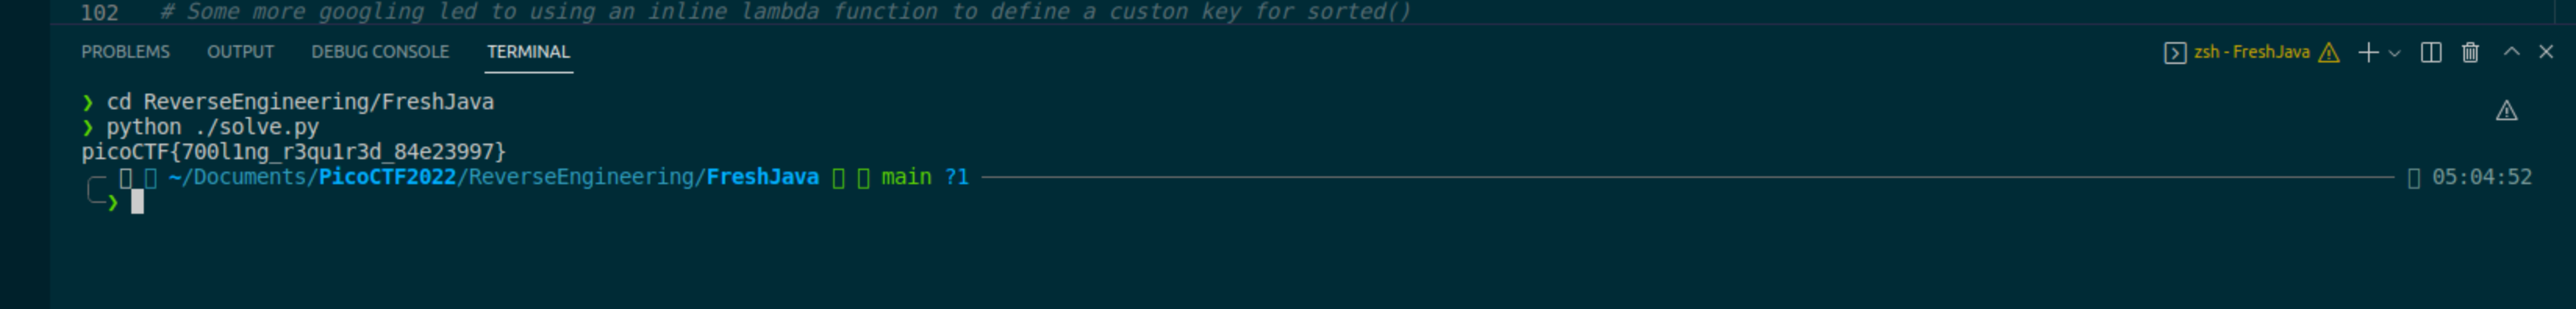 102 # Some more googling led to using an inline lambda function to define a custon key for sorted()
PROBLEMS OUTPUT DEBUG CONSOLE TERMINAL zsh - FreshJava
❯ cd ReverseEngineering/FreshJava
❯ python ./solve.py
picoCTF{700l1ng_r3qu1r3d_84e23997}
~/Documents/PicoCTF2022/ReverseEngineering/FreshJava main ?1 05:04:52
❯